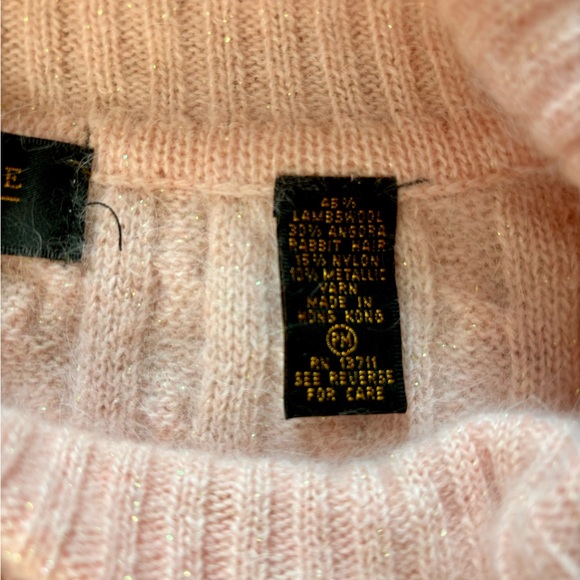 E
45%
LAMBSWOOL
30% ANGORA
RABBIT HAIR
15% NYLON
10% METALLIC
YARN
MADE IN
HONG KONG
PM
RN 13711
SEE REVERSE
FOR CARE